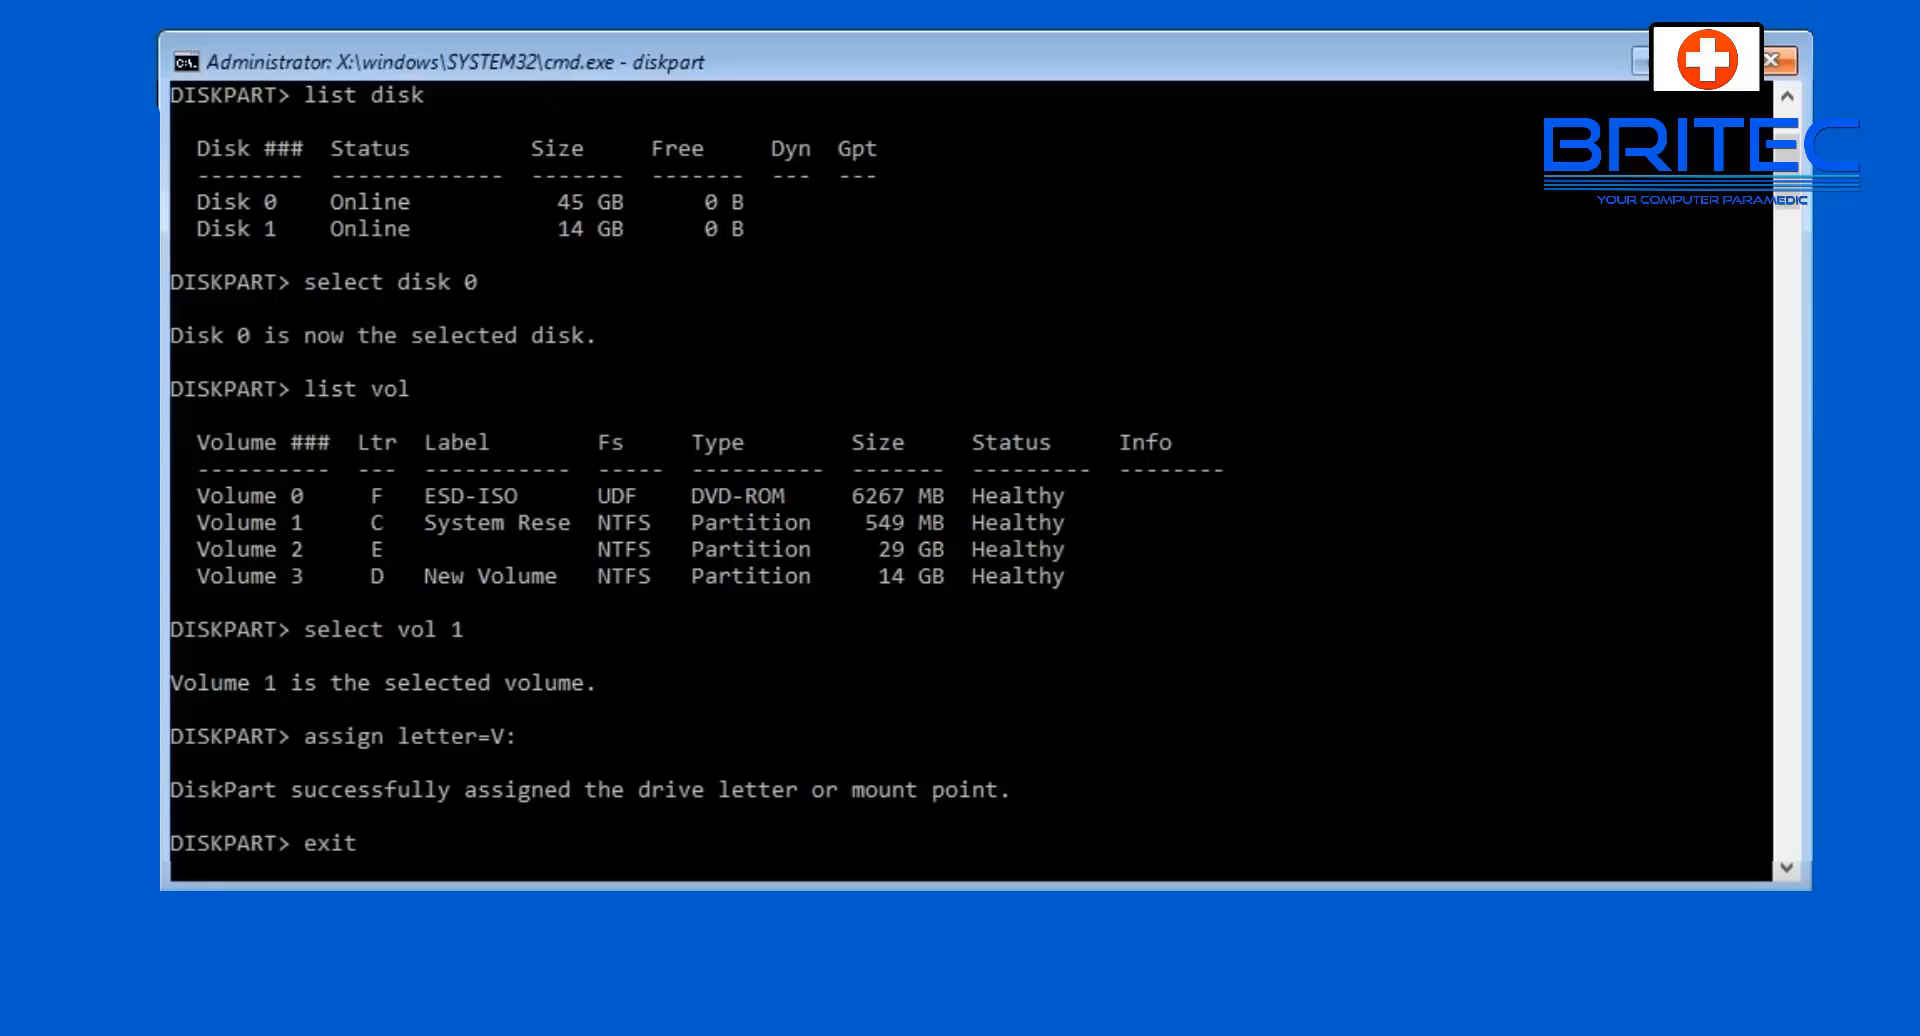 Administrator: X:\windows\SYSTEM32\cmd.exe - diskpart
BRITEC
YOUR COMPUTER PARAMEDIC
DISKPART> list disk
Disk ### Status Size Free Dyn Gpt
-------- ------------- ------- ------- --- ---
Disk 0 Online 45 GB 0 B
Disk 1 Online 14 GB 0 B
DISKPART> select disk 0
Disk 0 is now the selected disk.
DISKPART> list vol
Volume ### Ltr Label Fs Type Size Status Info
---------- --- ----------- ----- ---------- ------- --------- --------
Volume 0 F ESD-ISO UDF DVD-ROM 6267 MB Healthy
Volume 1 C System Rese NTFS Partition 549 MB Healthy
Volume 2 E NTFS Partition 29 GB Healthy
Volume 3 D New Volume NTFS Partition 14 GB Healthy
DISKPART> select vol 1
Volume 1 is the selected volume.
DISKPART> assign letter=V:
DiskPart successfully assigned the drive letter or mount point.
DISKPART> exit